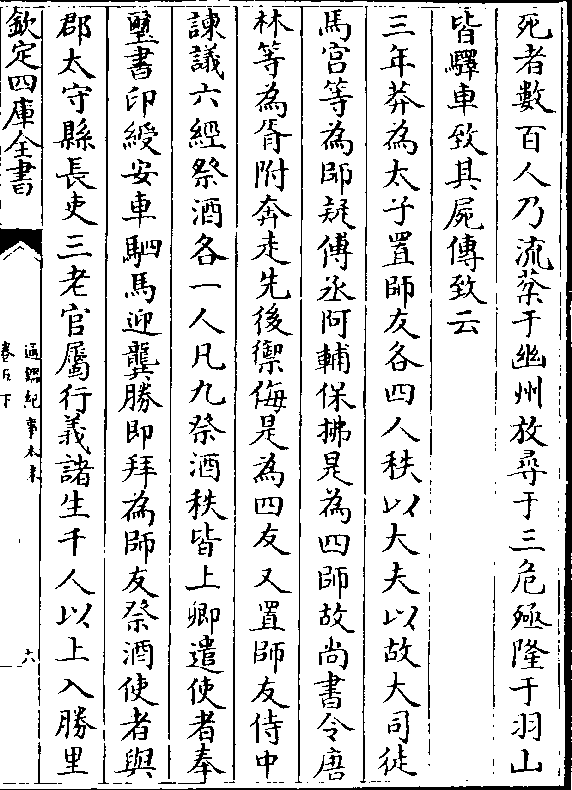 死者數百人乃流棻于幽州放尋于三危殛隆于羽山
皆驛車致其屍傳致云
三年莽為太子置師友各四人秩以大夫以故大司徒
馬宫等為師疑傅丞阿輔保拂是為四師故尚書令唐
林等為胥附奔走先後禦侮是為四友又置師友侍中
諫議六經祭酒各一人凡九祭酒秩皆上卿遣使者奉
璽書印綬安車駟馬迎龔勝即拜為師友祭酒使者與
郡太守縣長吏三老官屬行義諸生千人以上入勝里
欽定四庫全書
通鑑紀事本末
卷五下
六